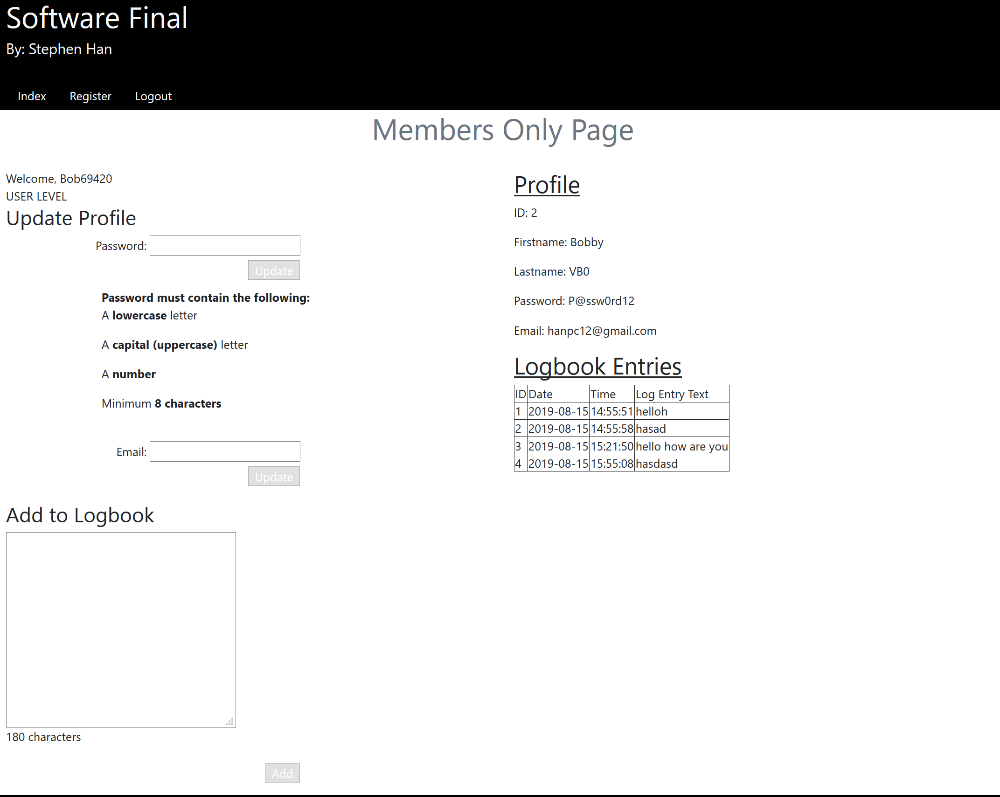 Software Final
By: Stephen Han
Index Register Logout
Members Only Page
Welcome, Bob69420
USER LEVEL
Update Profile
Password:
Update
Password must contain the following:
A lowercase letter
A capital (uppercase) letter
A number
Minimum 8 characters
Email:
Update
Add to Logbook
180 characters
Add
Profile
ID: 2
Firstname: Bobby
Lastname: VB0
Password: P@ssw0rd12
Email: hanpc12@gmail.com
Logbook Entries
ID Date Time Log Entry Text
1 2019-08-15 14:55:51 helloh
2 2019-08-15 14:55:58 hasad
3 2019-08-15 15:21:50 hello how are you
4 2019-08-15 15:55:08 hasdasd